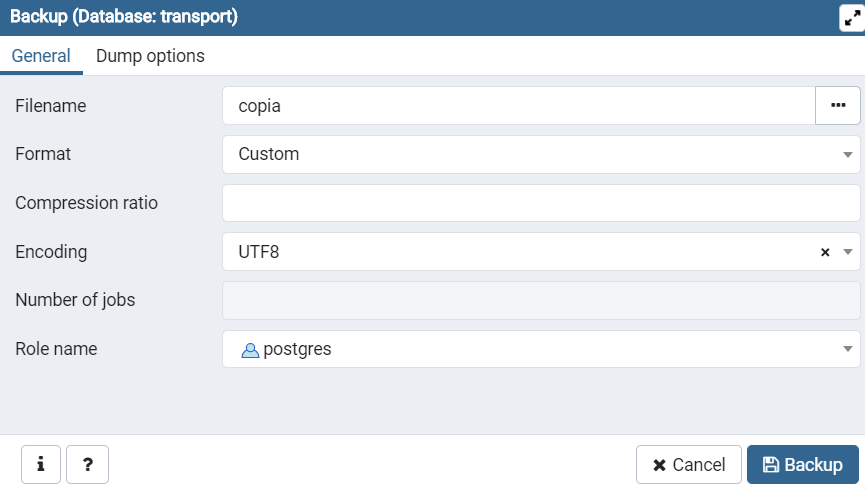 Backup (Database: transport)
General Dump options
Filename copia ...
Format Custom
Compression ratio
Encoding UTF8 ×
Number of jobs
Role name postgres
i ? × Cancel Backup